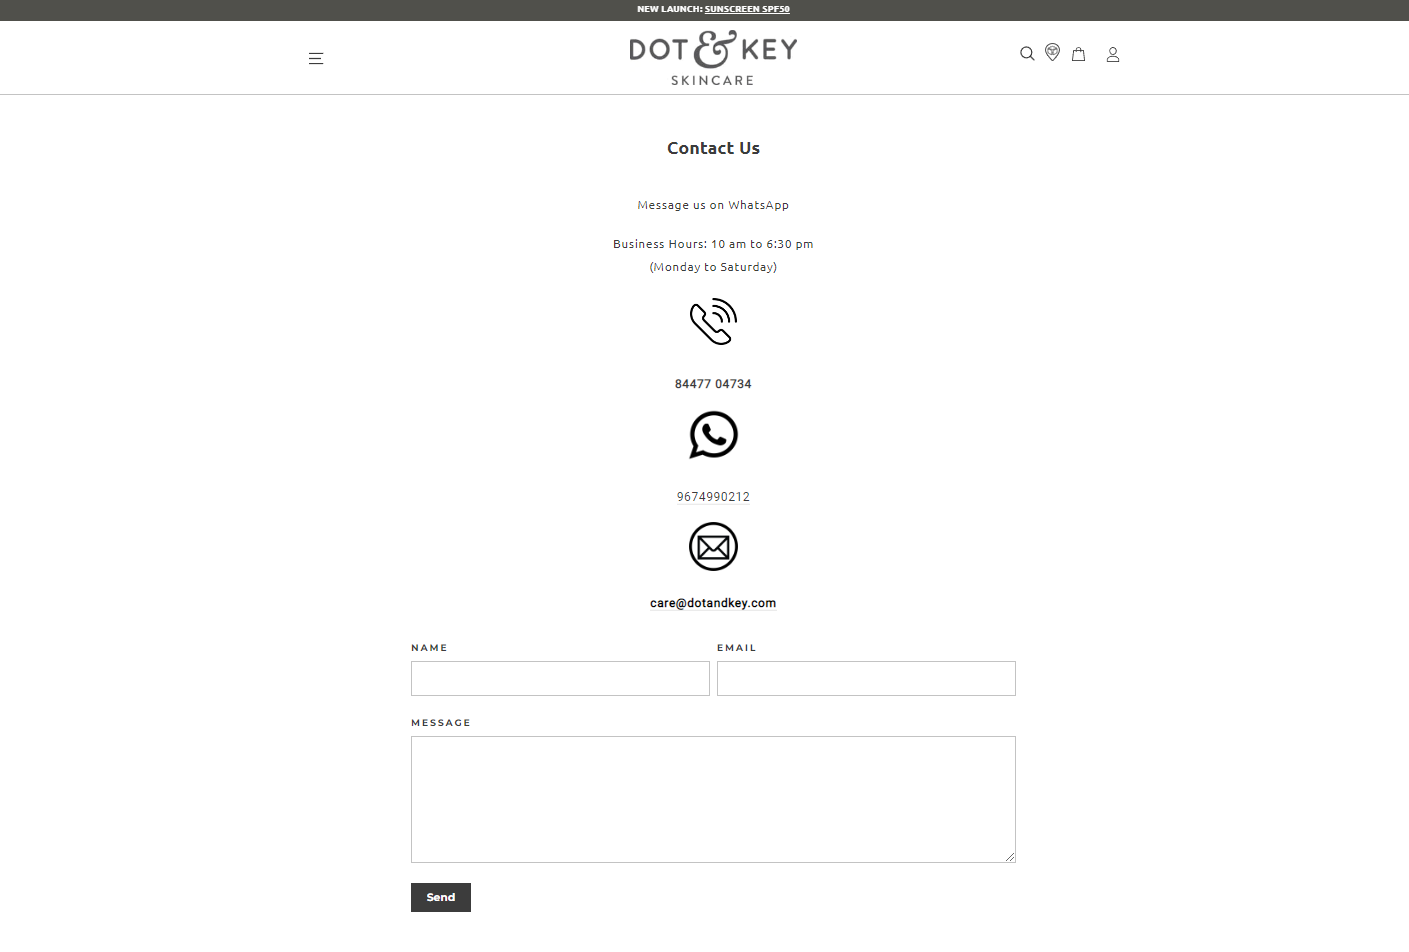 NEW LAUNCH: SUNSCREEN SPF50
DOT & KEY
SKINCARE
Contact Us
Message us on WhatsApp
Business Hours: 10 am to 6:30 pm
(Monday to Saturday)
84477 04734
9674990212
care@dotandkey.com
NAME EMAIL
MESSAGE
Send